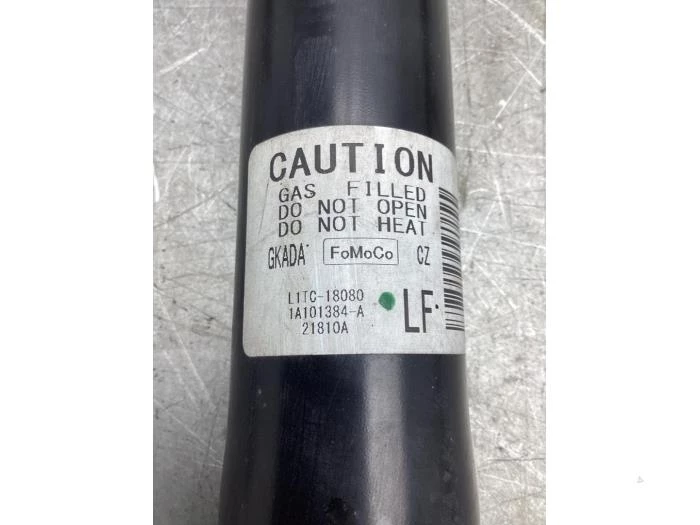 CAUTION
GAS FILLED
DO NOT OPEN
DO NOT HEAT
GKADA FoMoCo CZ
L1TC-18080
1A101384-A
21810A
LF